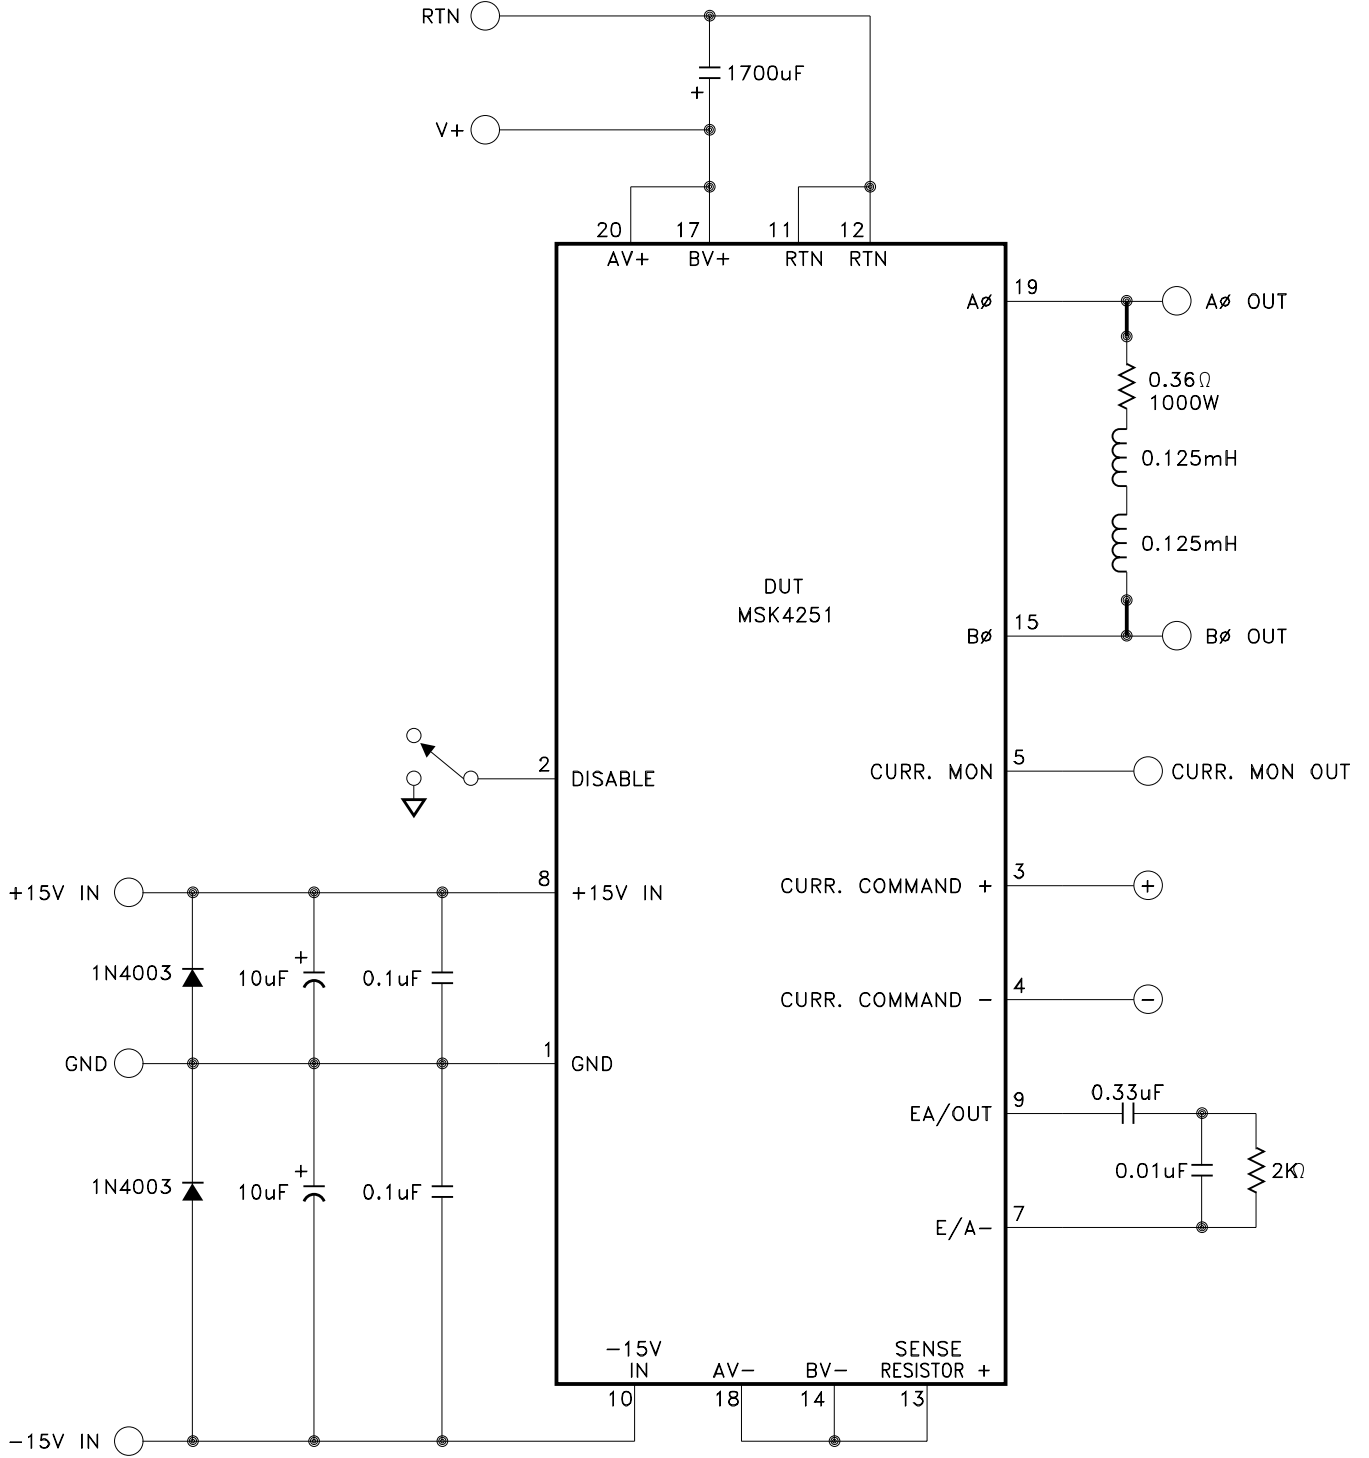 RTN
1700uF
+
V+
20 17 11 12
AV+ BV+ RTN RTN
19
AØ
AØ OUT
0.36Ω
1000W
0.125mH
0.125mH
DUT
MSK4251
15
BØ
BØ OUT
2
DISABLE
5
CURR. MON
CURR. MON OUT
8
+15V IN
+15V IN
3
CURR. COMMAND +
+
1N4003
+
10uF
0.1uF
4
CURR. COMMAND -
-
1
GND
GND
9
EA/OUT
0.33uF
0.01uF
2KΩ
1N4003
+
10uF
0.1uF
7
E/A-
-15V
IN
AV-
BV-
SENSE
RESISTOR +
10 18 14 13
-15V IN